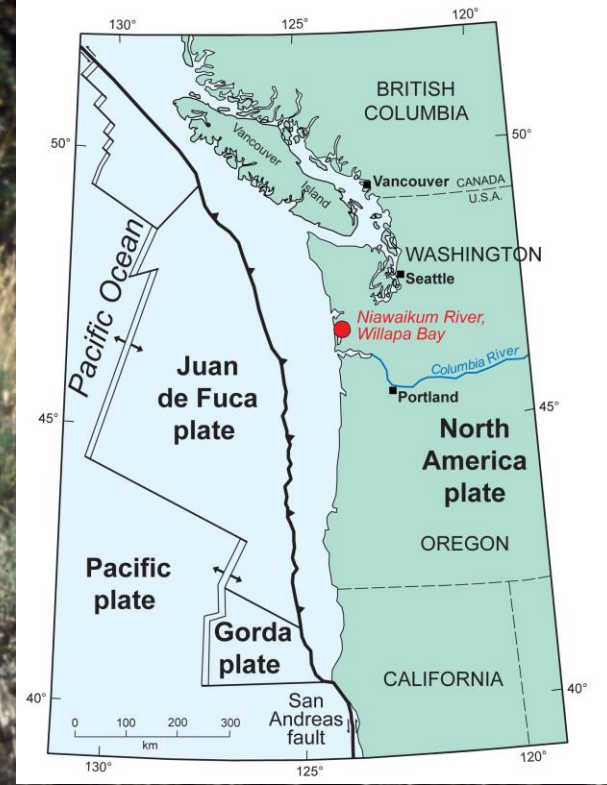 130°
125°
120°
BRITISH
COLUMBIA
50°
50°
Vancouver
Island
Vancouver
CANADA
U.S.A.
WASHINGTON
Seattle
Pacific Ocean
Niawaikum River,
Willapa Bay
Juan
de Fuca
plate
Columbia River
Portland
45°
45°
North
America
plate
OREGON
Pacific
plate
Gorda
plate
CALIFORNIA
40°
40°
San
Andreas
fault
0 100 200 300
km
130°
125°
120°